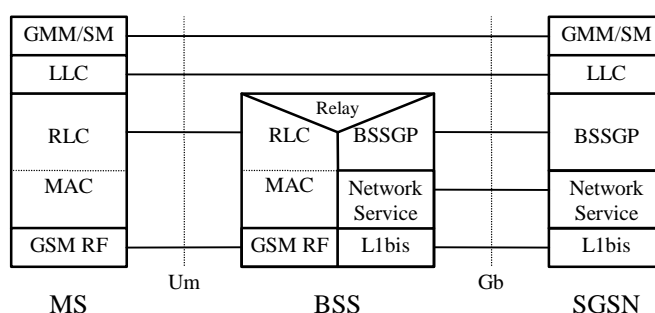 GMM/SM
GMM/SM
LLC
LLC
Relay
RLC
RLC
BSSGP
BSSGP
MAC
MAC
Network
Service
Network
Service
GSM RF
GSM RF
L1bis
L1bis
Um
Gb
MS
BSS
SGSN